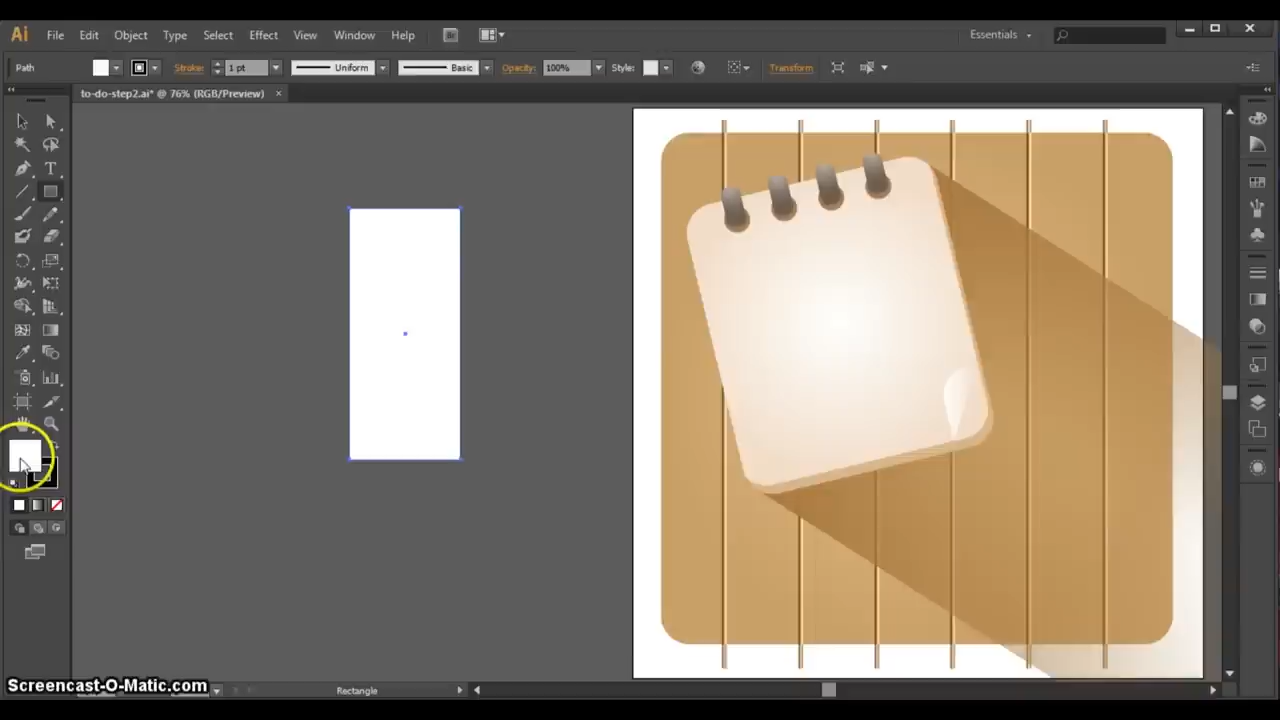 Ai File Edit Object Type Select Effect View Window Help Br Essentials
Path Stroke: 1 pt Uniform Basic Opacity: 100% Style: Transform
to-do-step2.ai* @ 76% (RGB/Preview) ×
T
Screencast-O-Matic.com Rectangle